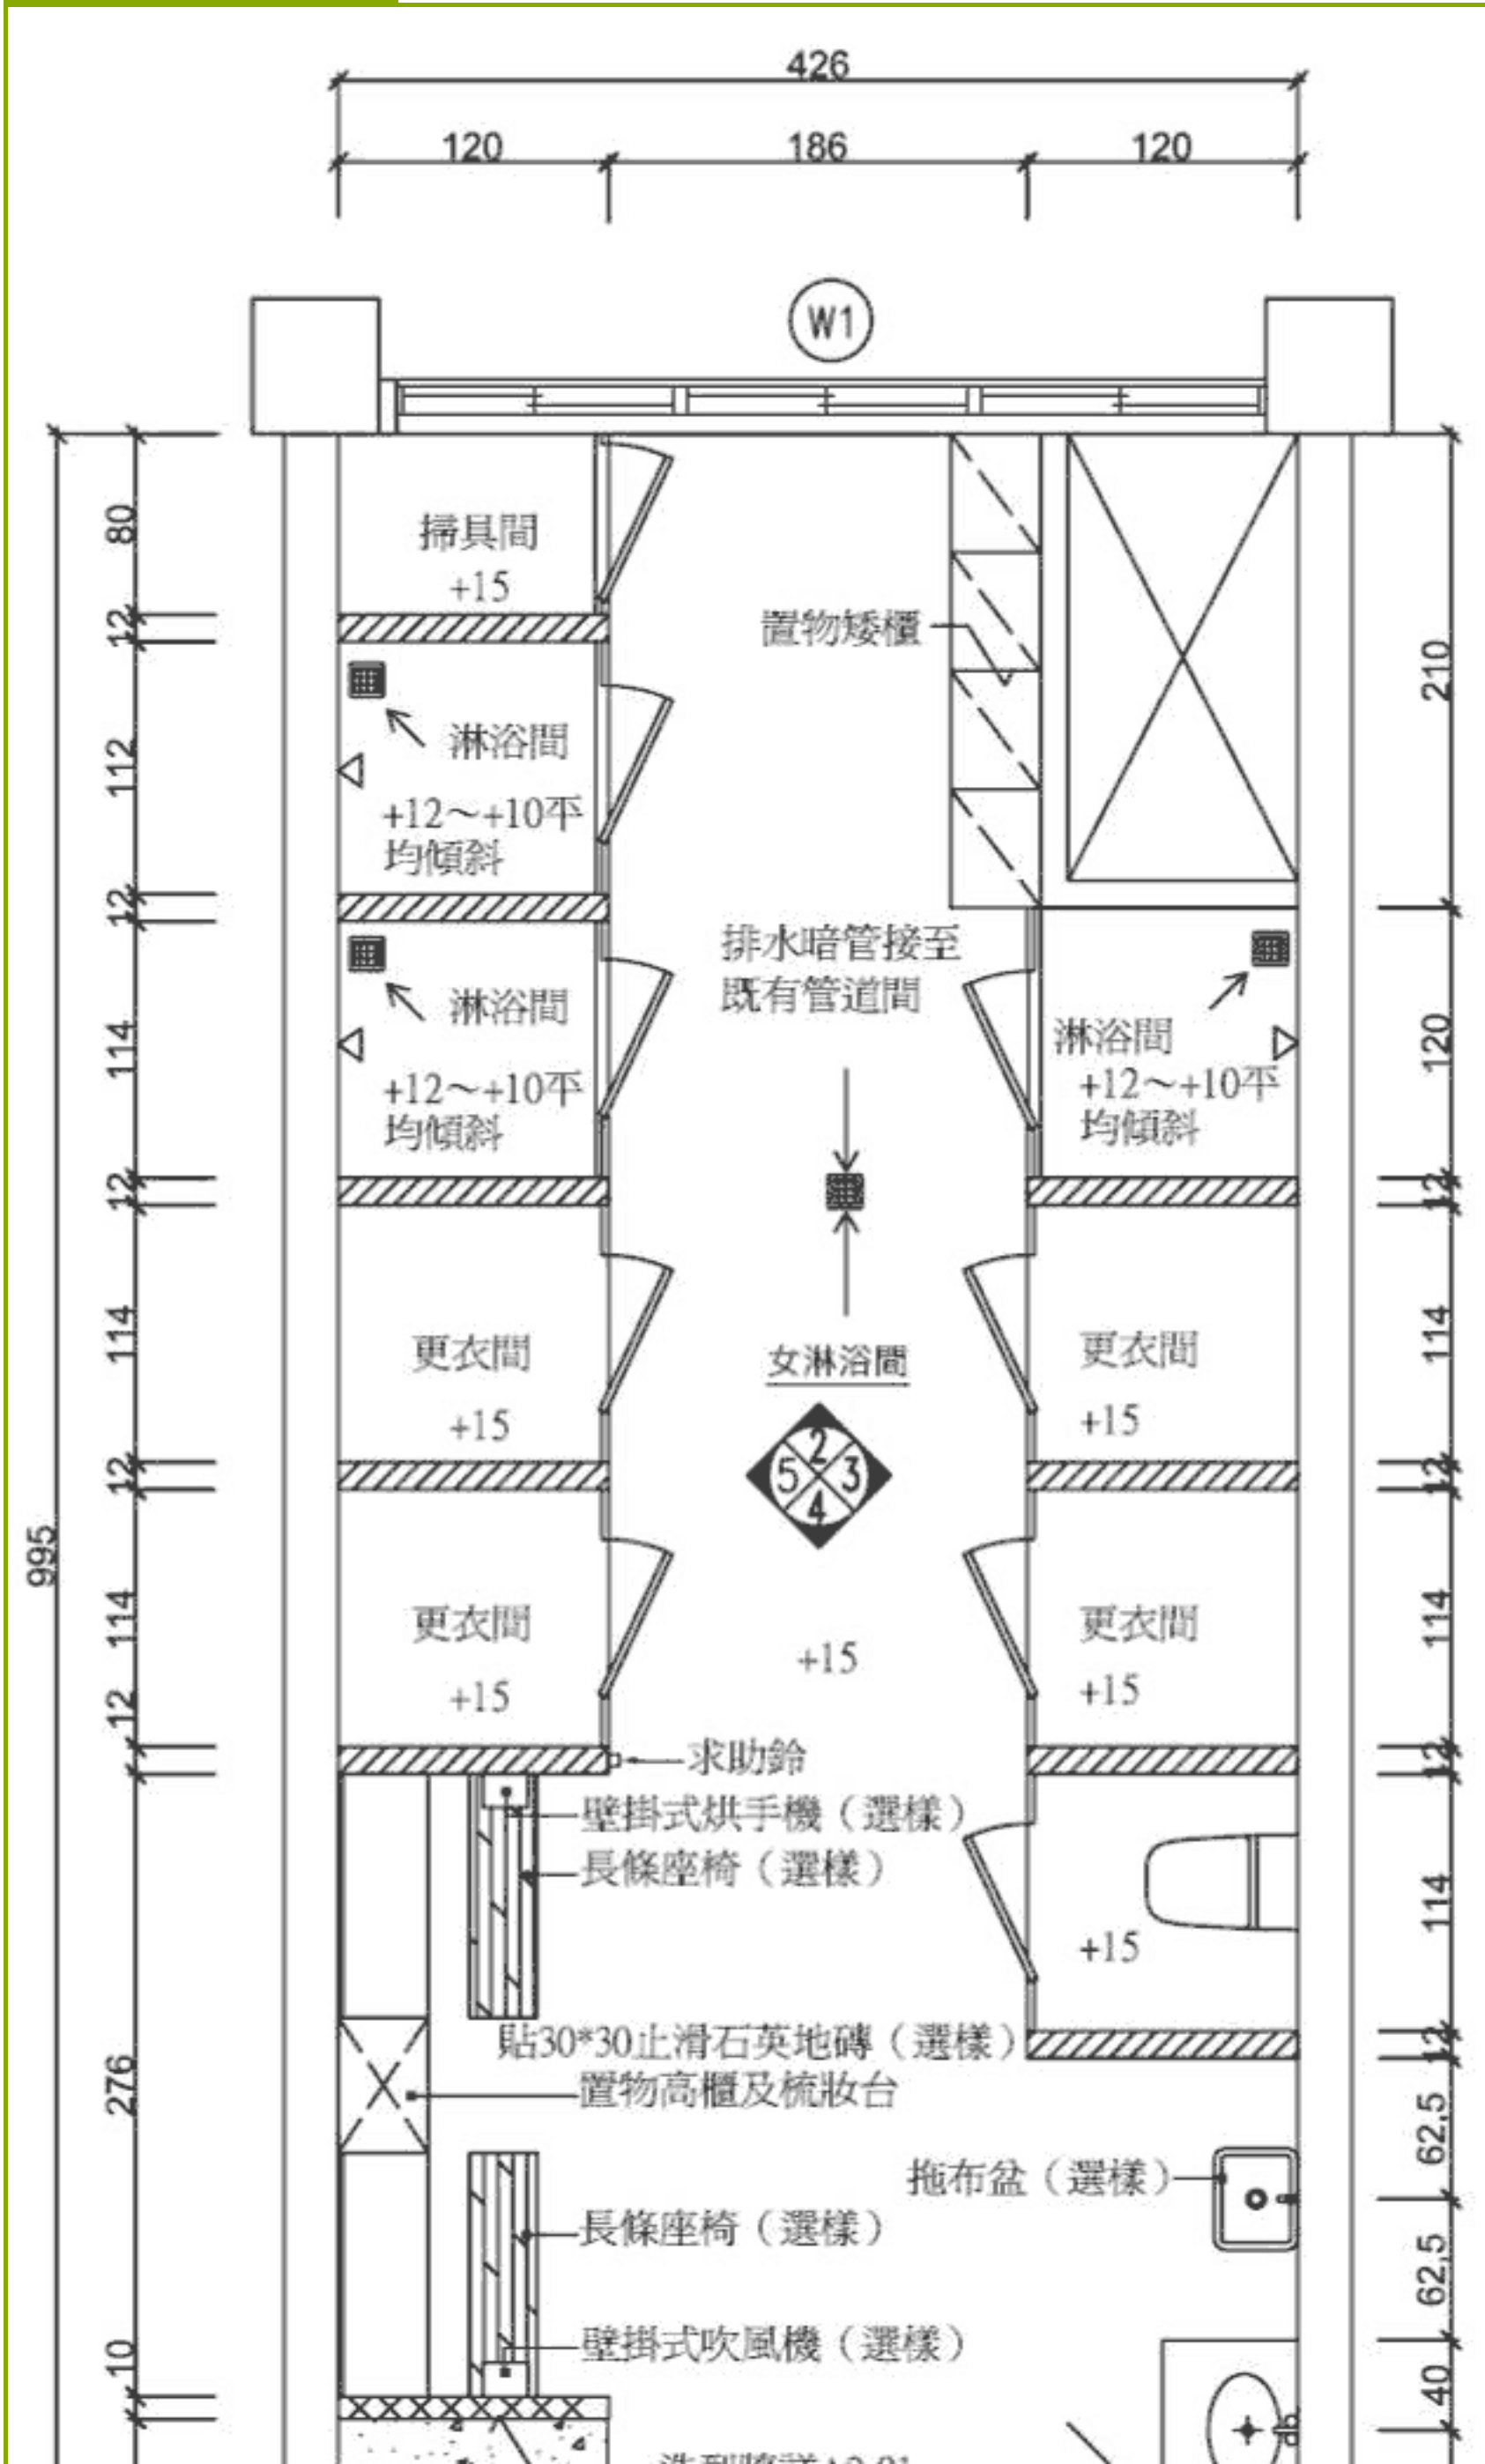 426
120
186
120
W1
80
掃具間
+15
12
置物矮櫃
210
112
淋浴間
+12～+10平
均傾斜
12
排水暗管接至
既有管道間
114
淋浴間
+12～+10平
均傾斜
淋浴間
+12～+10平
均傾斜
120
12
12
114
更衣間
+15
女淋浴間
更衣間
+15
114
12
2
5
3
4
12
995
114
更衣間
+15
+15
更衣間
+15
114
12
求助鈴
12
壁掛式烘手機（選樣）
長條座椅（選樣）
+15
114
貼30*30止滑石英地磚（選樣）
12
276
置物高櫃及梳妝台
62.5
拖布盆（選樣）
長條座椅（選樣）
62.5
壁掛式吹風機（選樣）
10
40